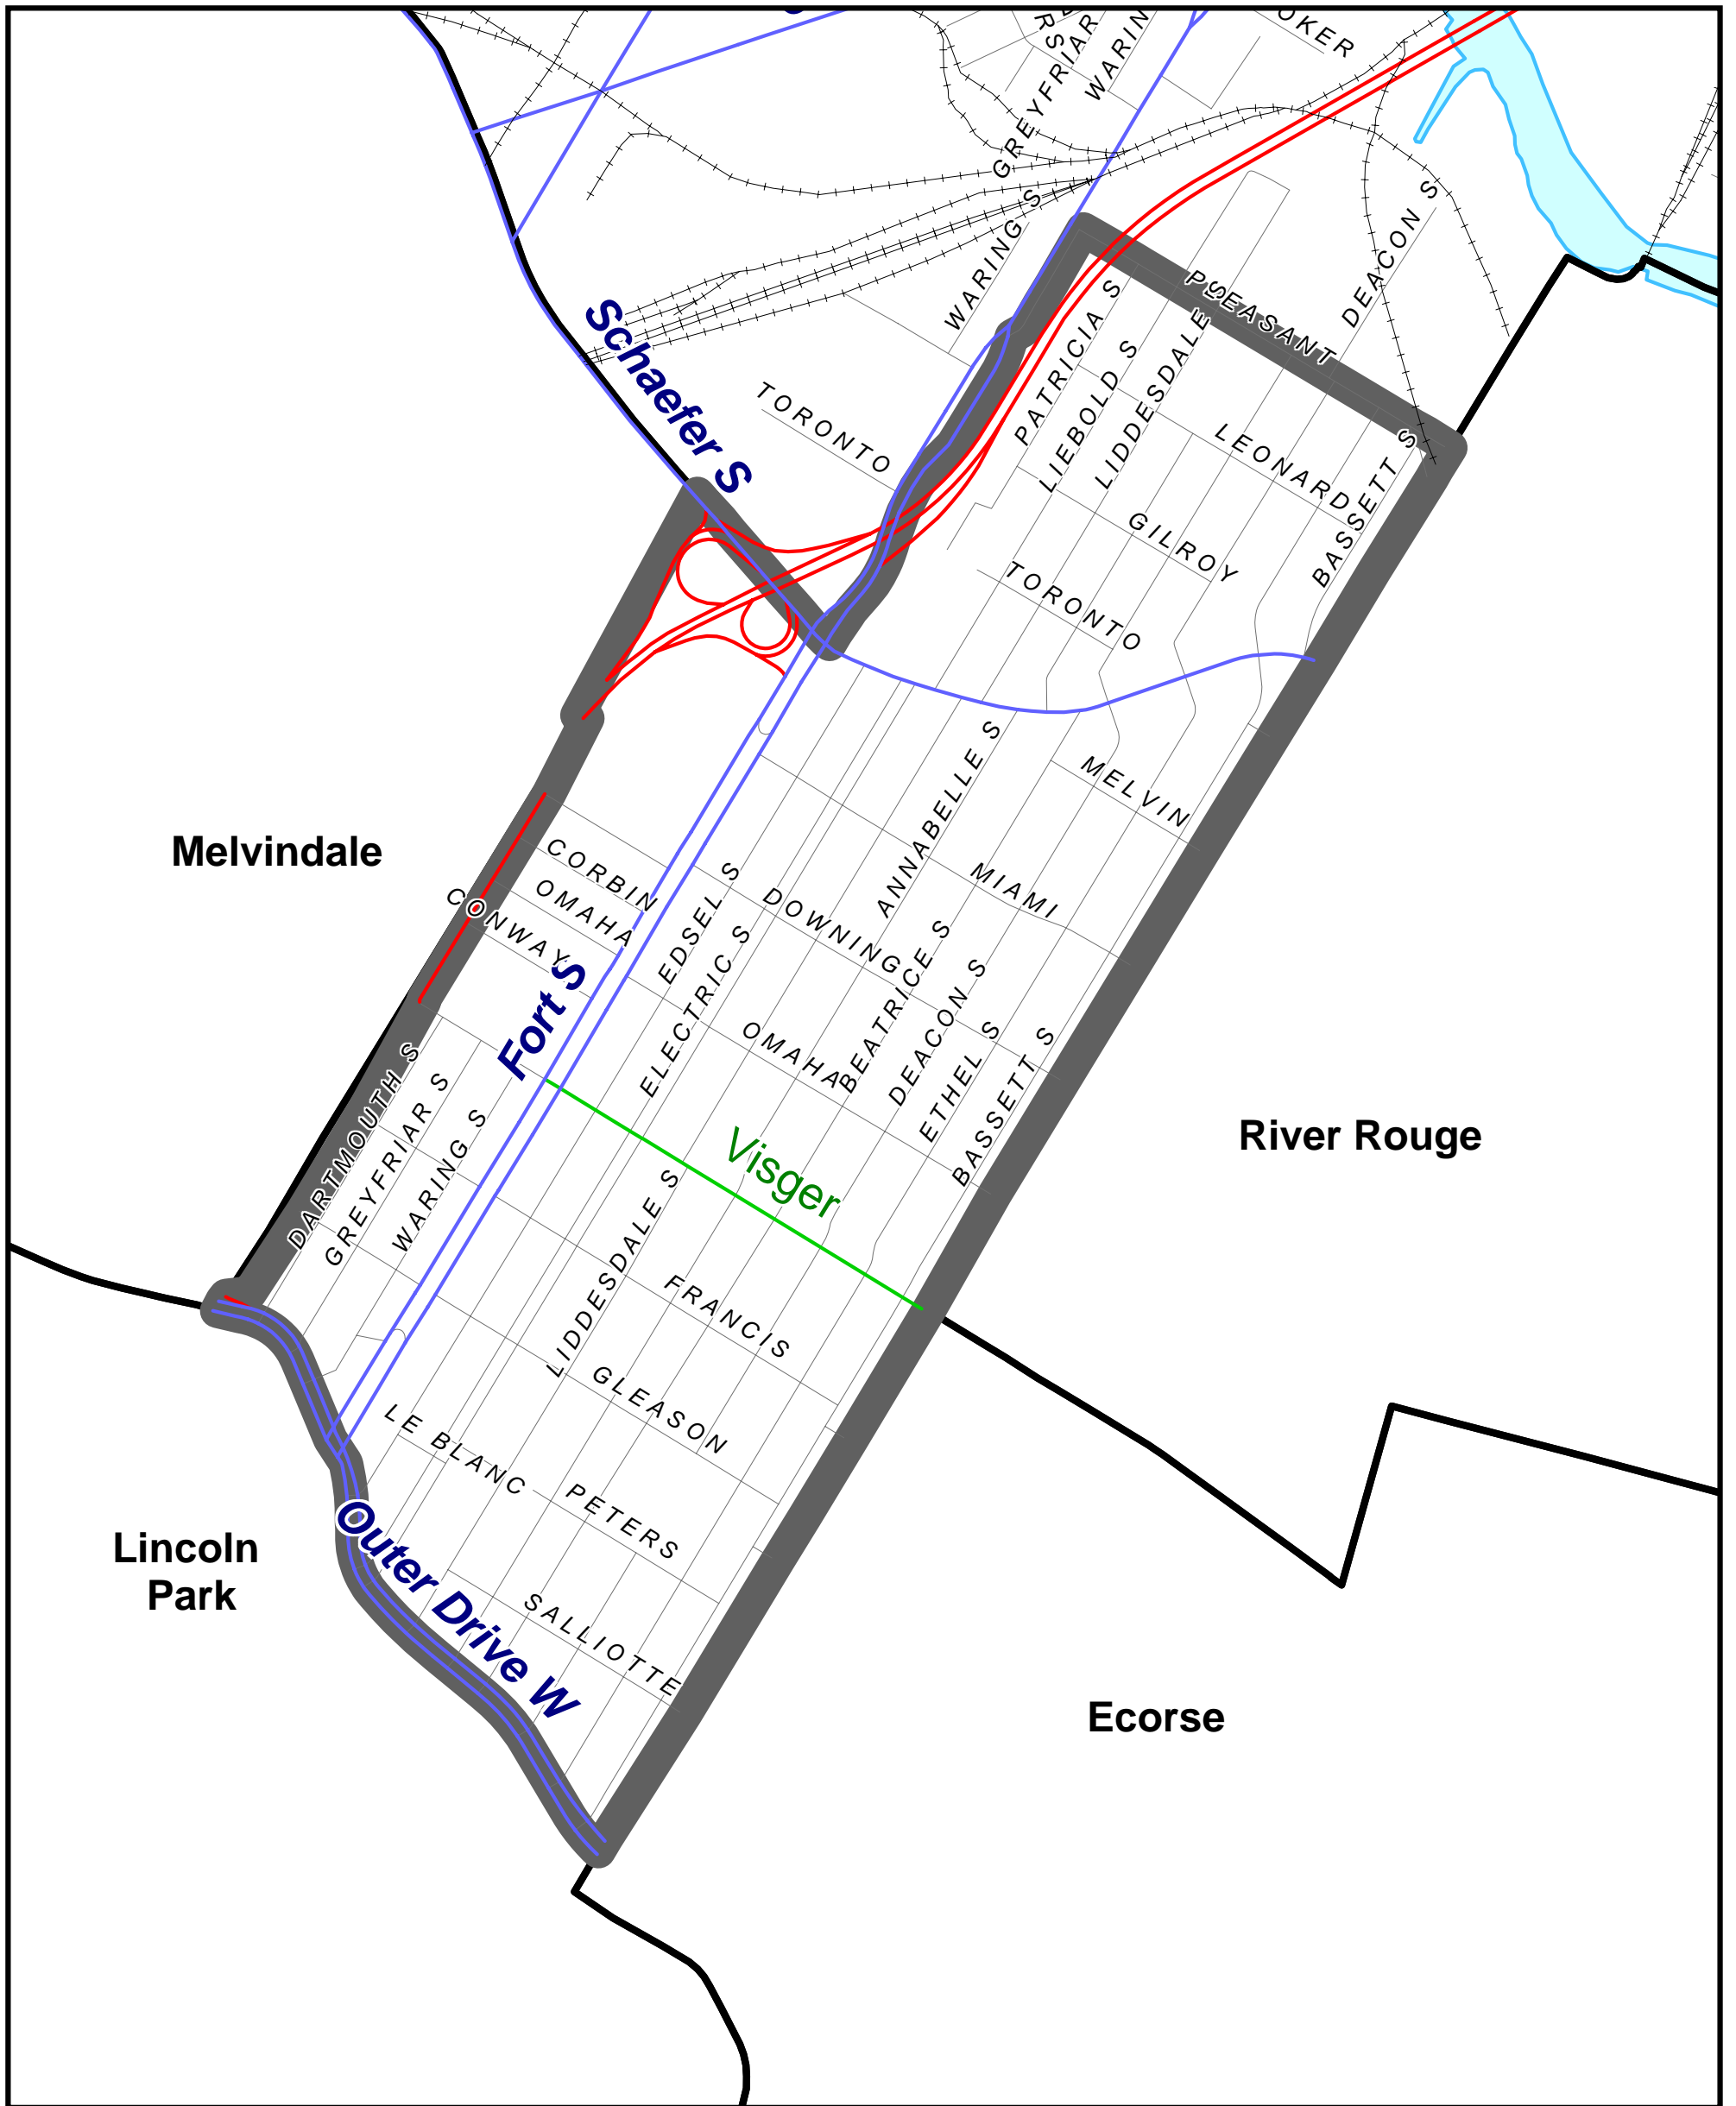 OKER
GREYFRIAR
WARIN
WARING S
DEACON S
PATRICIA S
PLEASANT
S
LIEBOLD S
LIDDESDALE
Schaefer S
TORONTO
LEONARD
BASSETT S
GILROY
TORONTO
ANNABELLE S
MELVIN
Melvindale
CORBIN
OMAHA
CONWAY
EDSEL S
DOWNING
MIAMI
ELECTRIC S
BEATRICE S
DEACON S
Fort S
OMAHA
ETHEL S
BASSETT S
DARTMOUTH S
GREYFRIAR S
WARING S
Visger
River Rouge
LIDDESDALE S
FRANCIS
GLEASON
LE BLANC
PETERS
Lincoln
Park
Outer Drive W
SALLIOTTE
Ecorse